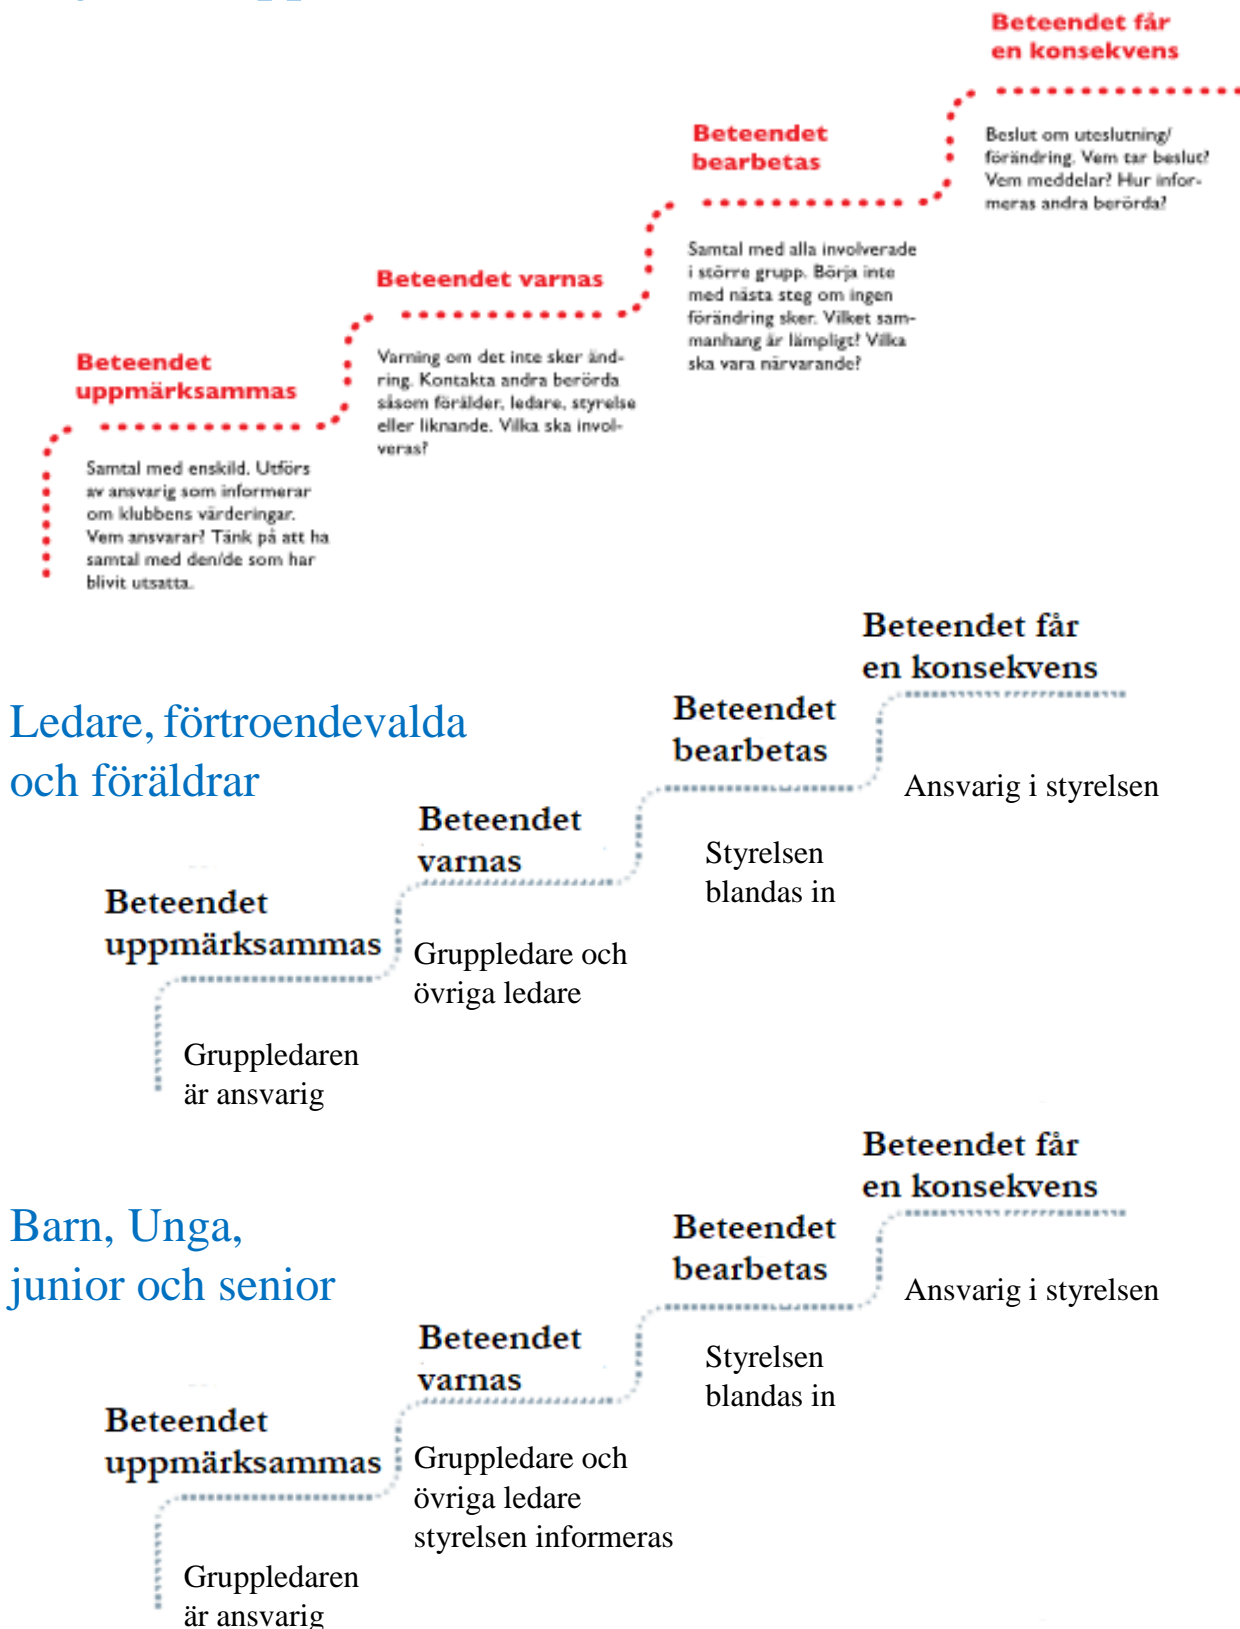 Beteendet
uppmärksammas
Samtal med enskild. Utförs
av ansvarig som informerar
om klubbens värderingar.
Vem ansvarar? Tänk på att ha
samtal med den/de som har
blivit utsatta.
Beteendet varnas
Varning om det inte sker änd-
ring. Kontakta andra berörda
såsom förälder, ledare, styrelse
eller liknande. Vilka ska invol-
veras?
Beteendet
bearbetas
Samtal med alla involverade
i större grupp. Börja inte
med nästa steg om ingen
förändring sker. Vilket sam-
manhang är lämpligt? Vilka
ska vara närvarande?
Beteendet får
en konsekvens
Beslut om uteslutning/
förändring. Vem tar beslut?
Vem meddelar? Hur infor-
meras andra berörda?
Ledare, förtroendevalda
och föräldrar
Beteendet
uppmärksammas
Gruppledaren
är ansvarig
Beteendet
varnas
Gruppledare och
övriga ledare
Beteendet
bearbetas
Styrelsen
blandas in
Beteendet får
en konsekvens
Ansvarig i styrelsen
Barn, Unga,
junior och senior
Beteendet
uppmärksammas
Gruppledaren
är ansvarig
Beteendet
varnas
Gruppledare och
övriga ledare
styrelsen informeras
Beteendet
bearbetas
Styrelsen
blandas in
Beteendet får
en konsekvens
Ansvarig i styrelsen